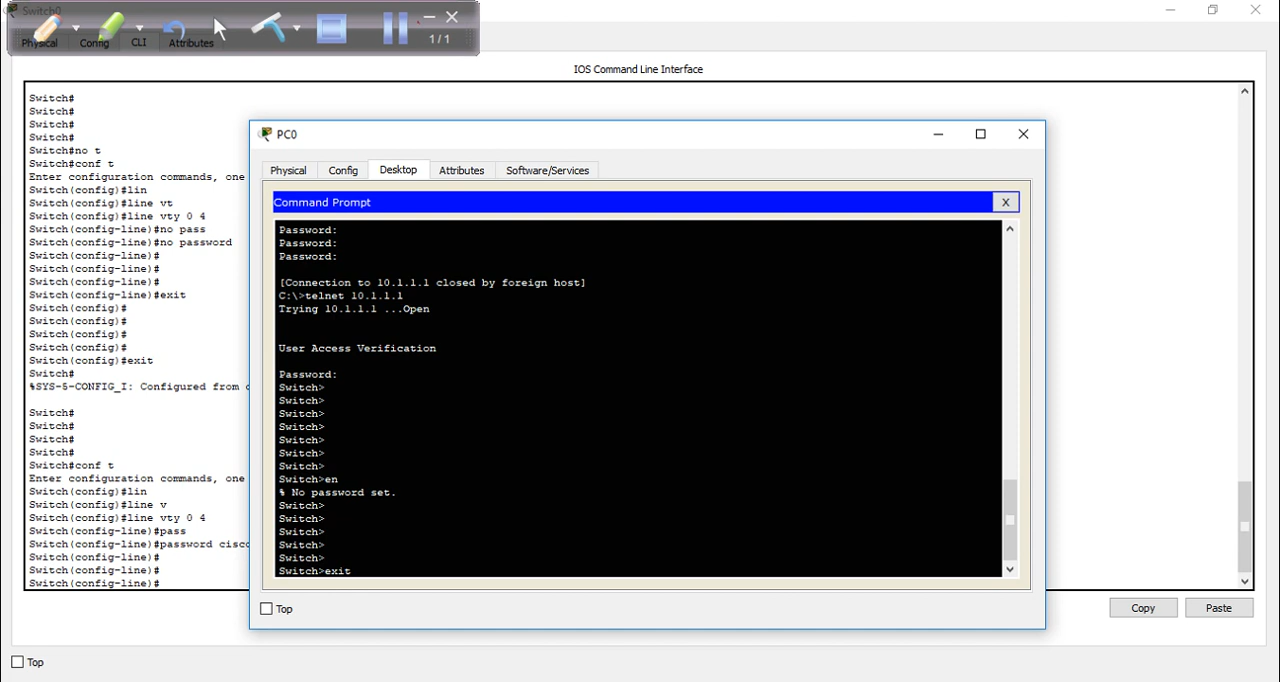 Switch0
1/1
Physical
Config
CLI
Attributes
IOS Command Line Interface
Switch#
Switch#
Switch#
Switch#
Switch#no t
Switch#conf t
Enter configuration commands, one
Switch(config)#lin
Switch(config)#line vt
Switch(config)#line vty 0 4
Switch(config-line)#no pass
Switch(config-line)#no password
Switch(config-line)#
Switch(config-line)#
Switch(config-line)#
Switch(config-line)#exit
Switch(config)#
Switch(config)#
Switch(config)#
Switch(config)#
Switch(config)#exit
Switch#
%SYS-5-CONFIG_I: Configured from
Switch#
Switch#
Switch#
Switch#
Switch#conf t
Enter configuration commands, one
Switch(config)#lin
Switch(config)#line v
Switch(config)#line vty 0 4
Switch(config-line)#pass
Switch(config-line)#password cisc
Switch(config-line)#
Switch(config-line)#
Switch(config-line)#
PC0
Physical
Config
Desktop
Attributes
Software/Services
Command Prompt
X
Password:
Password:
Password:
[Connection to 10.1.1.1 closed by foreign host]
C:\>telnet 10.1.1.1
Trying 10.1.1.1 ...Open
User Access Verification
Password:
Switch>
Switch>
Switch>
Switch>
Switch>
Switch>
Switch>
Switch>en
% No password set.
Switch>
Switch>
Switch>
Switch>
Switch>
Switch>exit
Top
Copy
Paste
Top